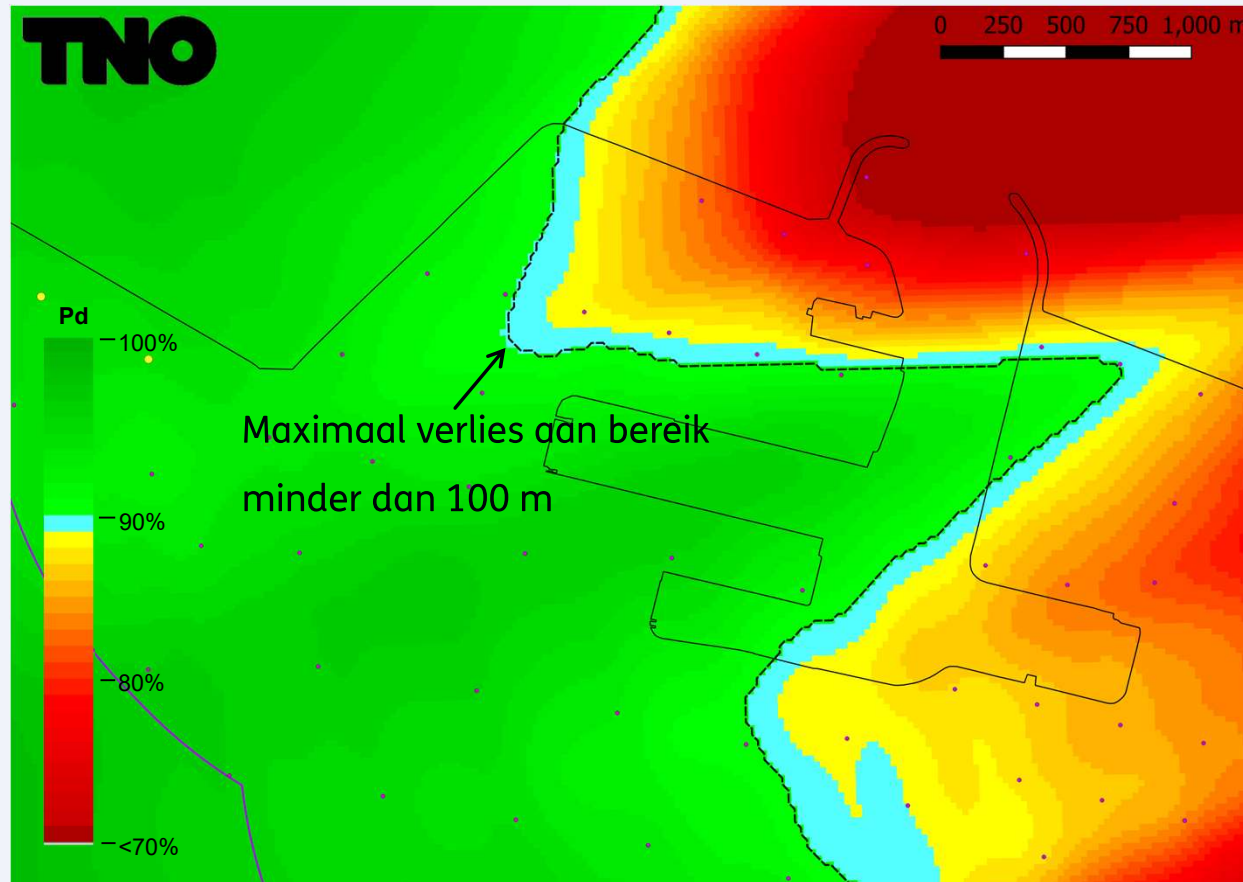 TNO
0 250 500 750 1,000 m
Pd
100%
90%
80%
<70%
Maximaal verlies aan bereik
minder dan 100 m